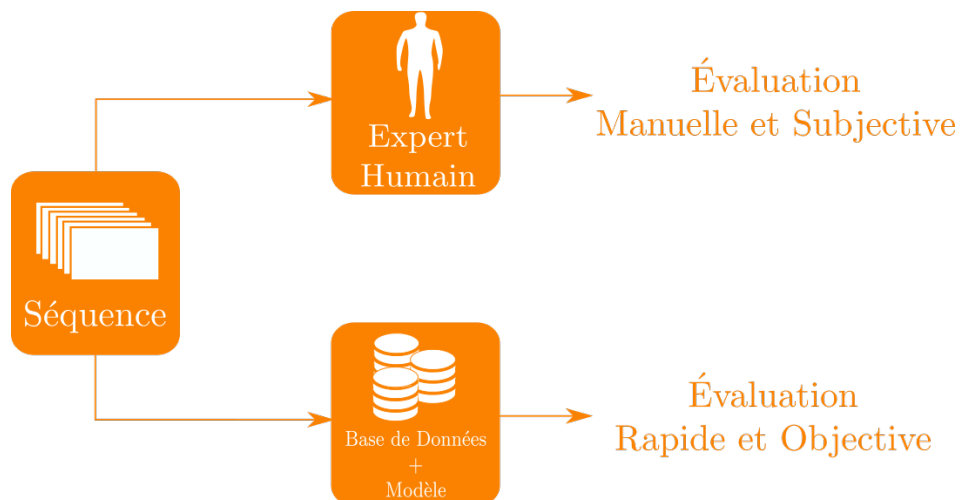 Séquence
Expert
Humain
Évaluation
Manuelle et Subjective
Base de Données
+
Modèle
Évaluation
Rapide et Objective